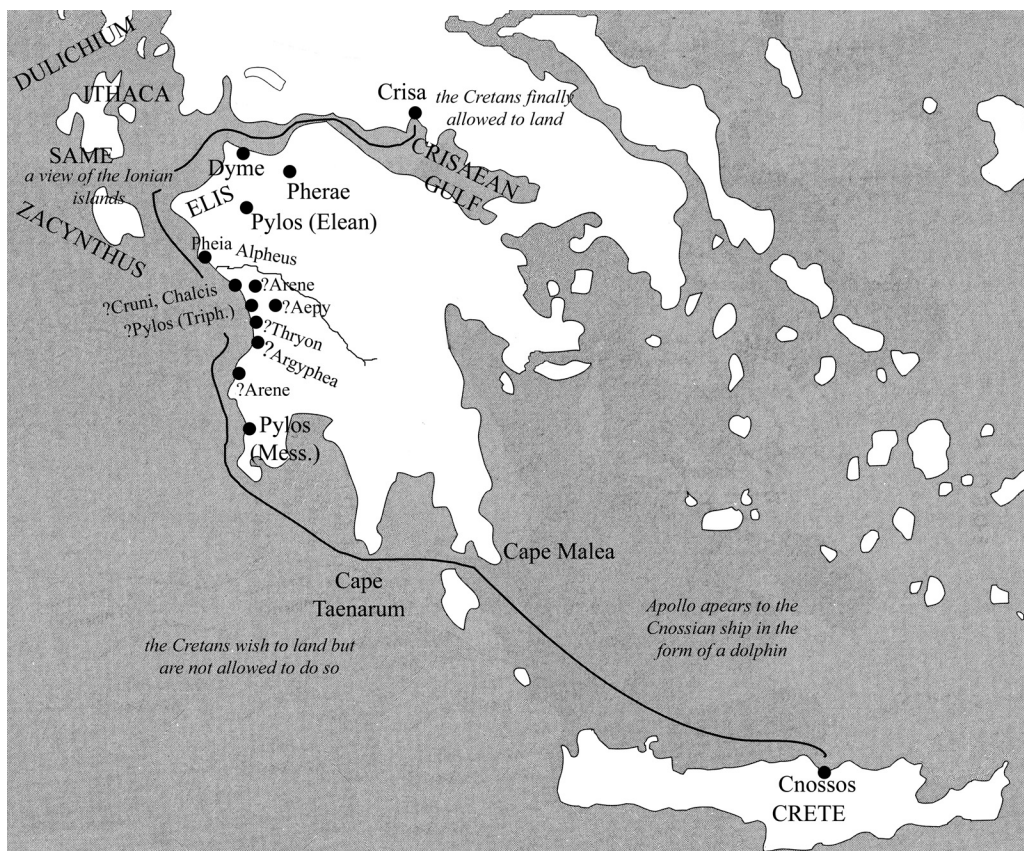 DULICHIUM
ITHACA
Crisa
the Cretans finally
allowed to land
SAME
a view of the Ionian
islands
ZACYNTHUS
Dyme
CRISAEAN
GULF
Pherae
ELIS
Pylos (Elean)
Pheia
Alpheus
?Cruni, Chalcis
?Arene
?Pylos (Triph.)
?Aepy
?Thryon
?Argyphea
?Arene
Pylos
(Mess.)
Cape Malea
Cape
Taenarum
Apollo apears to the
Cnossian ship in the
form of a dolphin
the Cretans wish to land but
are not allowed to do so
Cnossos
CRETE